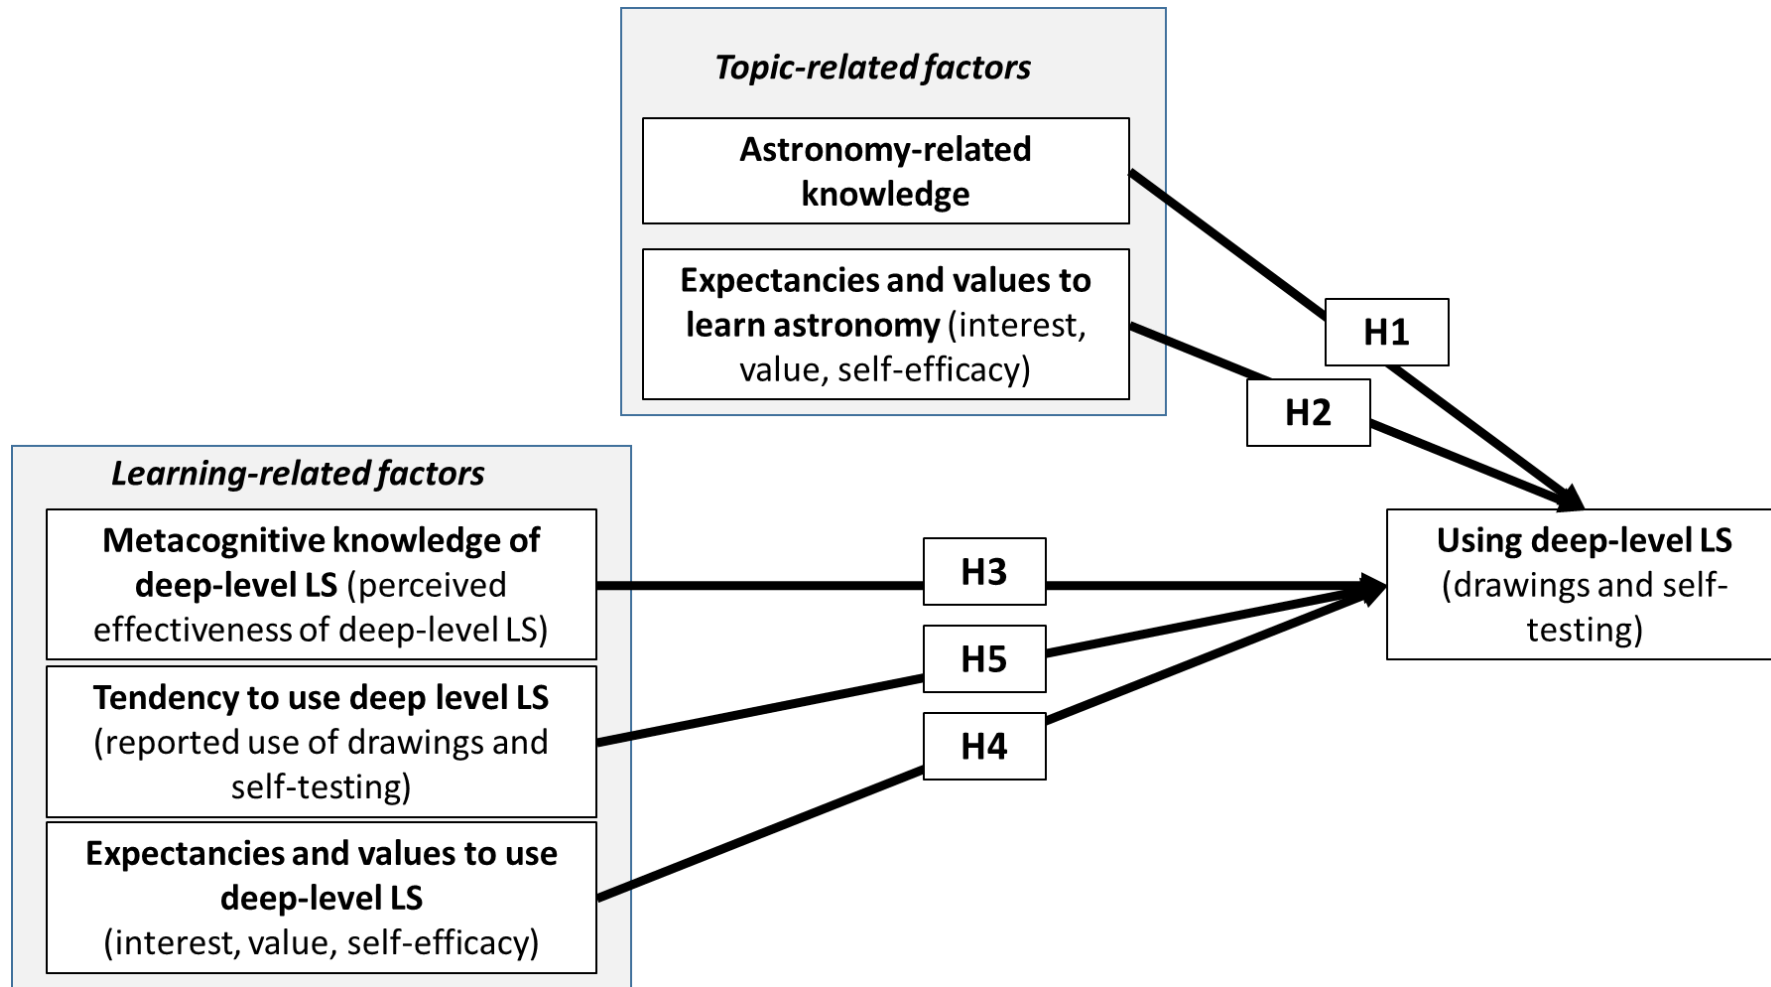 Topic-related factors
Astronomy-related
knowledge
Expectancies and values to
learn astronomy (interest,
value, self-efficacy)
H1
H2
Learning-related factors
Metacognitive knowledge of
deep-level LS (perceived
effectiveness of deep-level LS)
Tendency to use deep level LS
(reported use of drawings and
self-testing)
Expectancies and values to use
deep-level LS
(interest, value, self-efficacy)
H3
H5
H4
Using deep-level LS
(drawings and self-
testing)